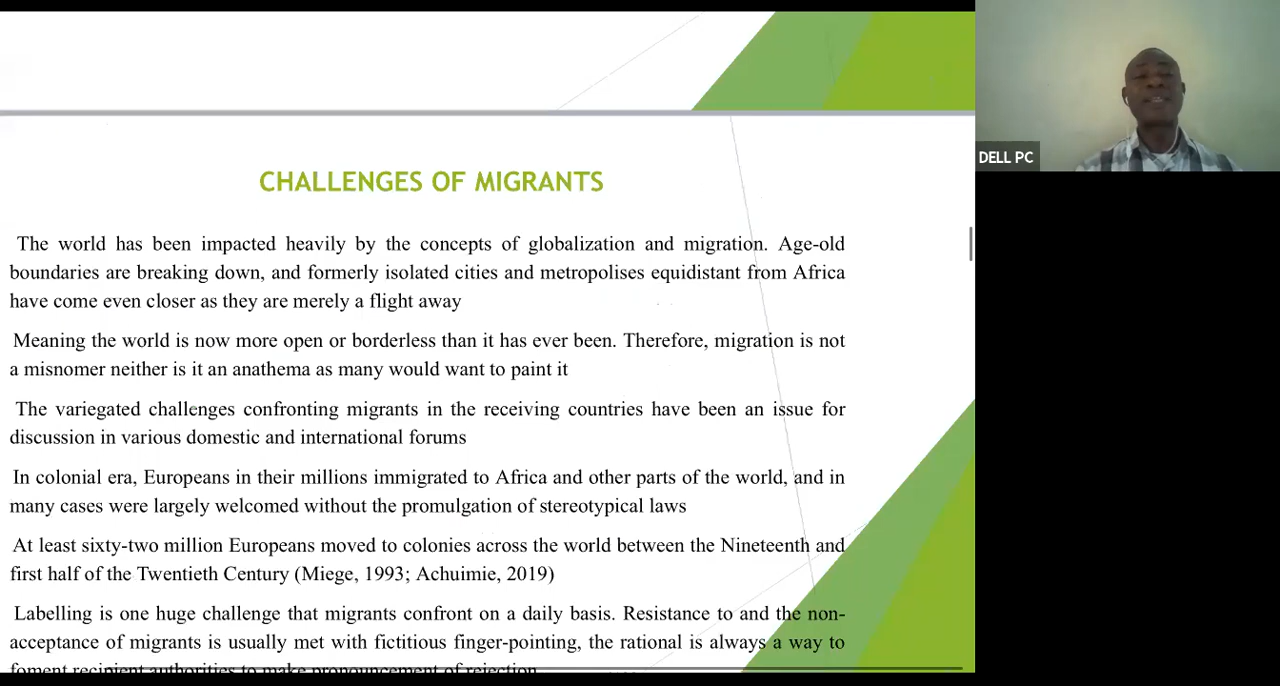 CHALLENGES OF MIGRANTS
The world has been impacted heavily by the concepts of globalization and migration. Age-old
boundaries are breaking down, and formerly isolated cities and metropolises equidistant from Africa
have come even closer as they are merely a flight away
Meaning the world is now more open or borderless than it has ever been. Therefore, migration is not
a misnomer neither is it an anathema as many would want to paint it
The variegated challenges confronting migrants in the receiving countries have been an issue for
discussion in various domestic and international forums
In colonial era, Europeans in their millions immigrated to Africa and other parts of the world, and in
many cases were largely welcomed without the promulgation of stereotypical laws
At least sixty-two million Europeans moved to colonies across the world between the Nineteenth and
first half of the Twentieth Century (Miege, 1993; Achuimie, 2019)
Labelling is one huge challenge that migrants confront on a daily basis. Resistance to and the non-
acceptance of migrants is usually met with fictitious finger-pointing, the rational is always a way to
foment recipient authorities to make pronouncement of rejection
DELL PC